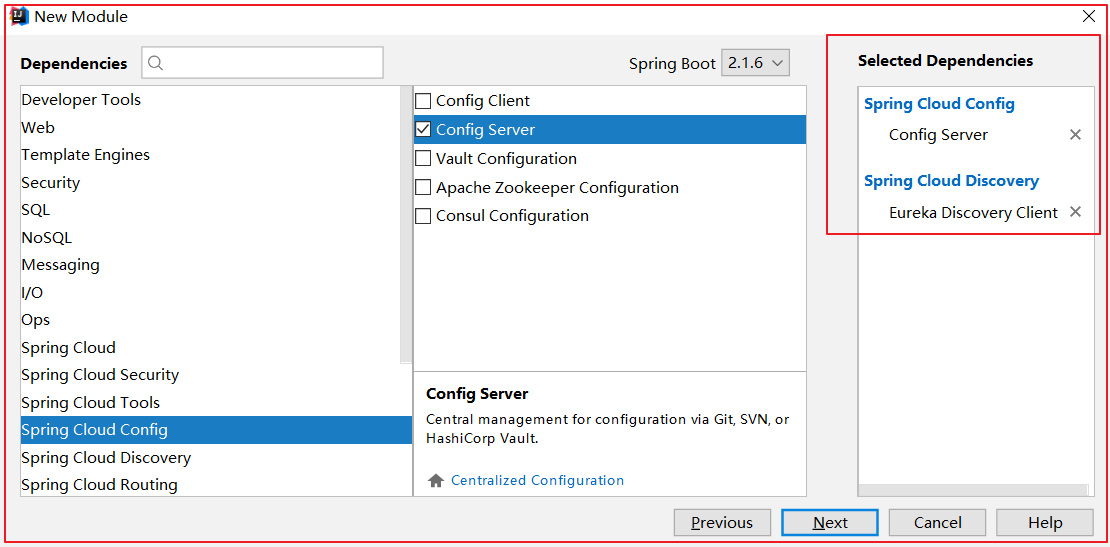 New Module
Dependencies
Spring Boot 2.1.6
Developer Tools
Web
Template Engines
Security
SQL
NoSQL
Messaging
I/O
Ops
Spring Cloud
Spring Cloud Security
Spring Cloud Tools
Spring Cloud Config
Spring Cloud Discovery
Spring Cloud Routing
Config Client
Config Server
Vault Configuration
Apache Zookeeper Configuration
Consul Configuration
Config Server
Central management for configuration via Git, SVN, or
HashiCorp Vault.
Centralized Configuration
Selected Dependencies
Spring Cloud Config
Config Server
Spring Cloud Discovery
Eureka Discovery Client
Previous
Next
Cancel
Help